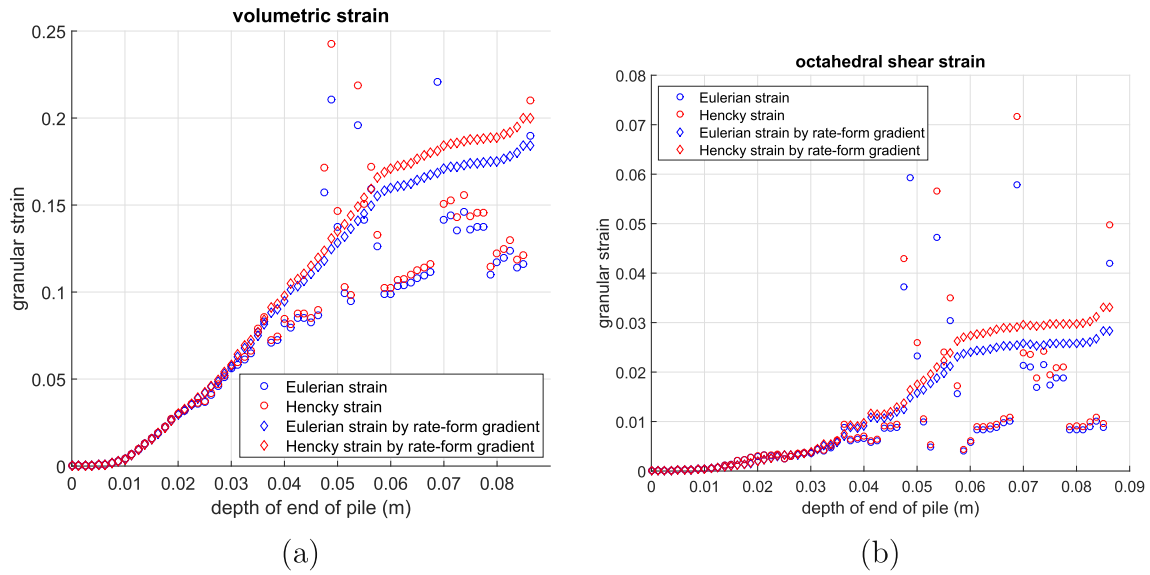 volumetric strain
0.25
0.2
0.15
0.1
0.05
0
granular strain
0 0.01 0.02 0.03 0.04 0.05 0.06 0.07 0.08
depth of end of pile (m)
Eulerian strain
Hencky strain
Eulerian strain by rate-form gradient
Hencky strain by rate-form gradient
(a)
octahedral shear strain
0.08
0.07
0.06
0.05
0.04
0.03
0.02
0.01
0
granular strain
0 0.01 0.02 0.03 0.04 0.05 0.06 0.07 0.08 0.09
depth of end of pile (m)
Eulerian strain
Hencky strain
Eulerian strain by rate-form gradient
Hencky strain by rate-form gradient
(b)